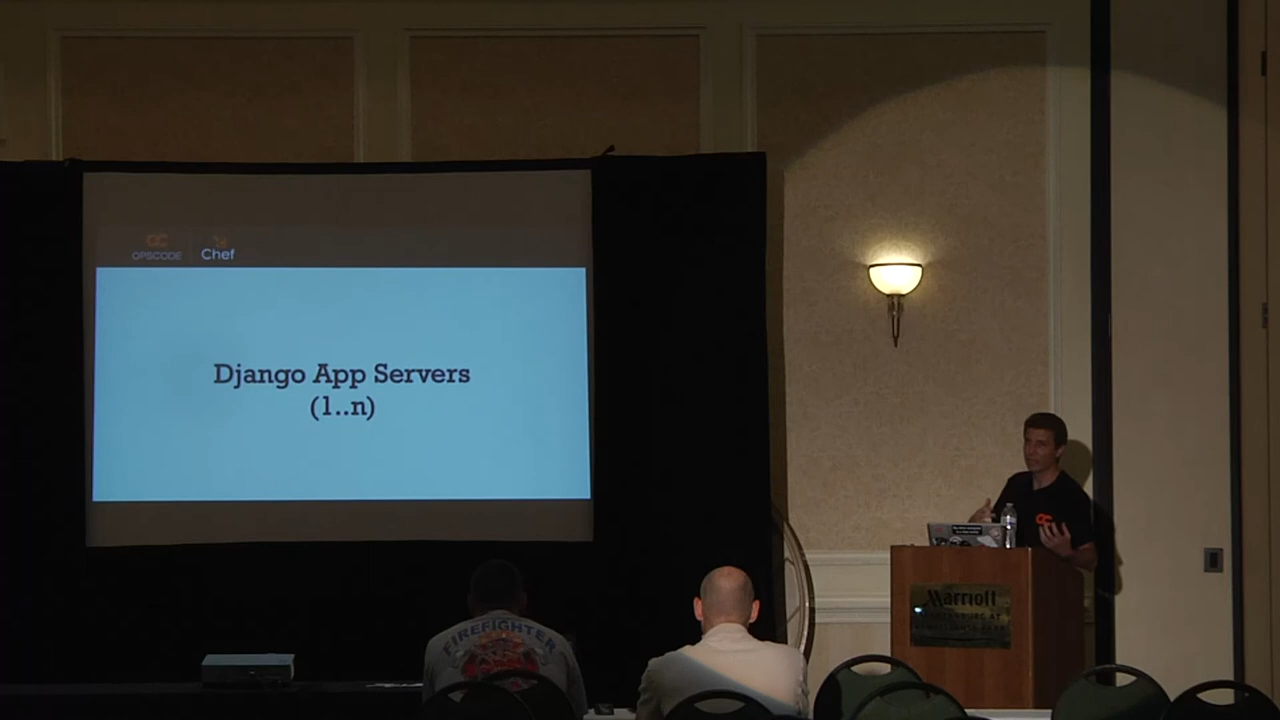 OPSCODE
Chef
Django App Servers
(1..n)
FIREFIGHTER
Marriott